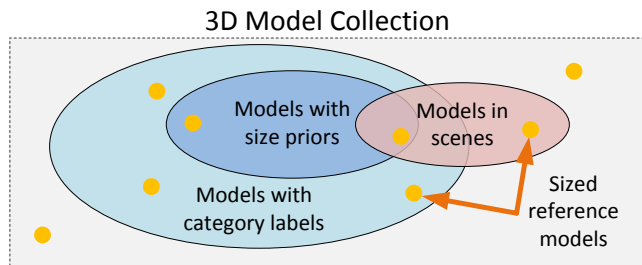 3D Model Collection
Models with
size priors
Models in
scenes
Models with
category labels
Sized
reference
models